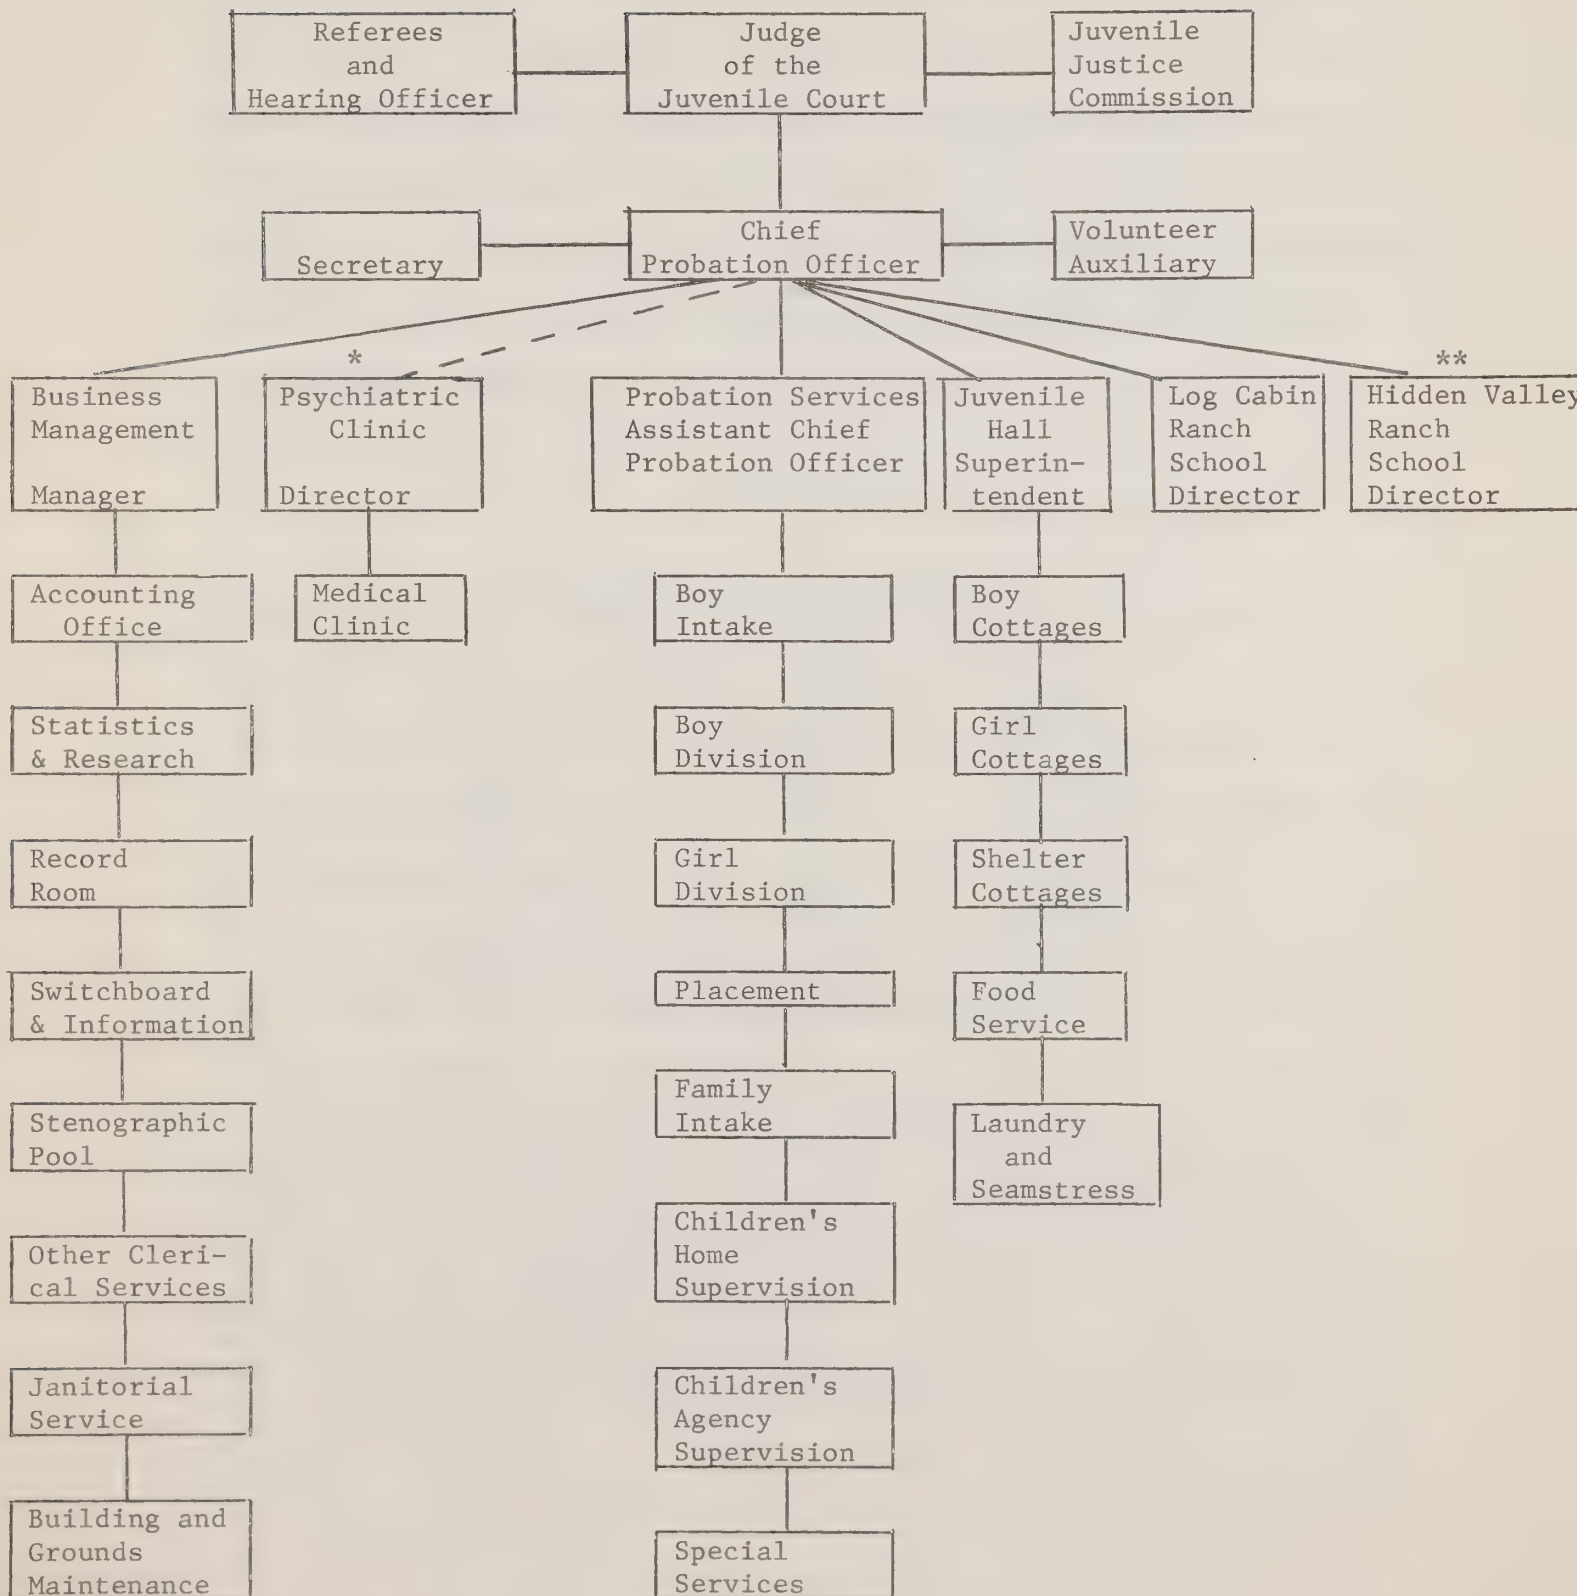 Referees
and
Hearing Officer
Judge
of the
Juvenile Court
Juvenile
Justice
Commission
Secretary
Chief
Probation Officer
Volunteer
Auxiliary
*
**
Business
Management
Manager
Psychiatric
Clinic
Director
Probation Services
Assistant Chief
Probation Officer
Juvenile
Hall
Superin-
tendent
Log Cabin
Ranch
School
Director
Hidden Valley
Ranch
School
Director
Accounting
Office
Statistics
& Research
Record
Room
Switchboard
& Information
Stenographic
Pool
Other Cleri-
cal Services
Janitorial
Service
Building and
Grounds
Maintenance
Medical
Clinic
Boy
Intake
Boy
Division
Girl
Division
Placement
Family
Intake
Children's
Home
Supervision
Children's
Agency
Supervision
Special
Services
Boy
Cottages
Girl
Cottages
Shelter
Cottages
Food
Service
Laundry
and
Seamstress